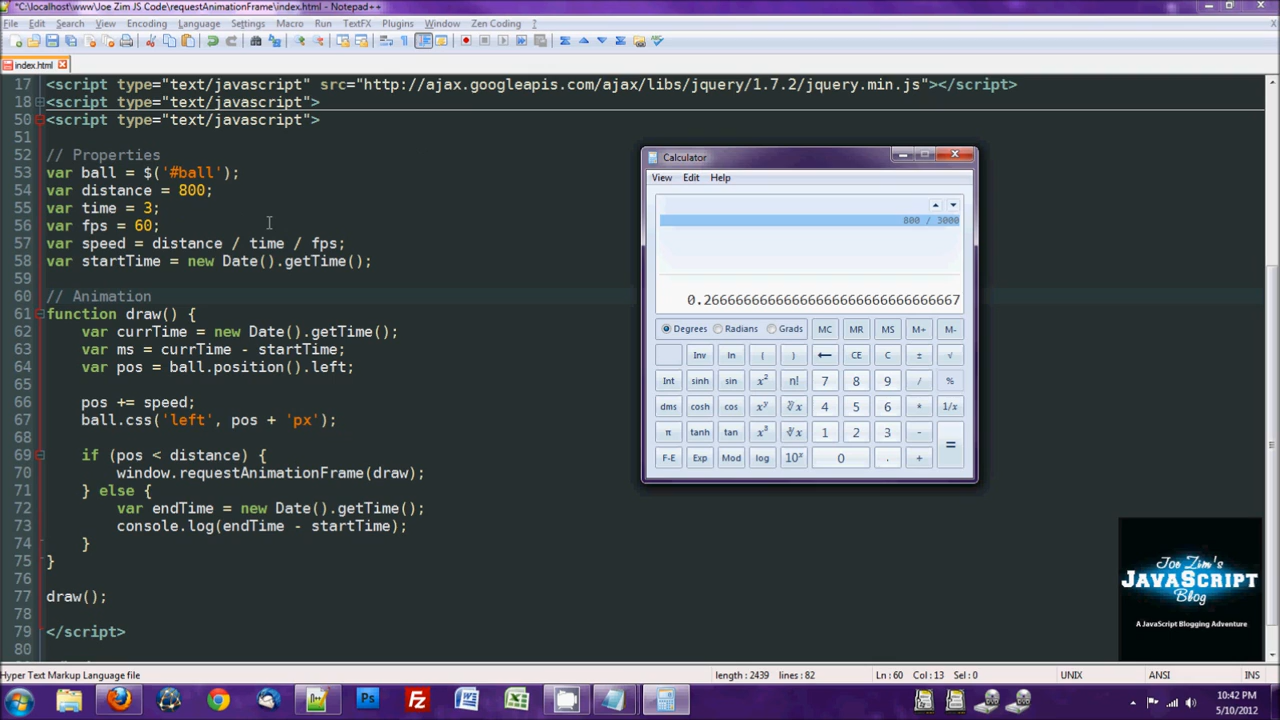 *C:\localhost\www\Joe Zim JS Code\requestAnimationFrame\index.html - Notepad++
File Edit Search View Encoding Language Settings Macro Run TextFX Plugins Window Zen Coding ?
index.html
17 <script type="text/javascript" src="http://ajax.googleapis.com/ajax/libs/jquery/1.7.2/jquery.min.js"></script>
18 <script type="text/javascript">
50 <script type="text/javascript">
51
52 // Properties
53 var ball = $('#ball');
54 var distance = 800;
55 var time = 3;
56 var fps = 60;
57 var speed = distance / time / fps;
58 var startTime = new Date().getTime();
59
60 // Animation
61 function draw() {
62 var currTime = new Date().getTime();
63 var ms = currTime - startTime;
64 var pos = ball.position().left;
65
66 pos += speed;
67 ball.css('left', pos + 'px');
68
69 if (pos < distance) {
70 window.requestAnimationFrame(draw);
71 } else {
72 var endTime = new Date().getTime();
73 console.log(endTime - startTime);
74 }
75 }
76
77 draw();
78
79 </script>
80
Calculator
View Edit Help
800 / 3000
0.26666666666666666666666666666667
Degrees Radians Grads MC MR MS M+ M-
Inv ln ( ) ← CE C ± √
Int sinh sin x² n! 7 8 9 / %
dms cosh cos xʸ ʸ√x 4 5 6 * 1/x
π tanh tan x³ ³√x 1 2 3 - =
F-E Exp Mod log 10ˣ 0 . +
Joe Zim's
JAVASCRIPT
Blog
A JavaScript Blogging Adventure
Hyper Text Markup Language file length : 2439 lines : 82 Ln : 60 Col : 13 Sel : 0 UNIX ANSI INS
10:42 PM
5/10/2012